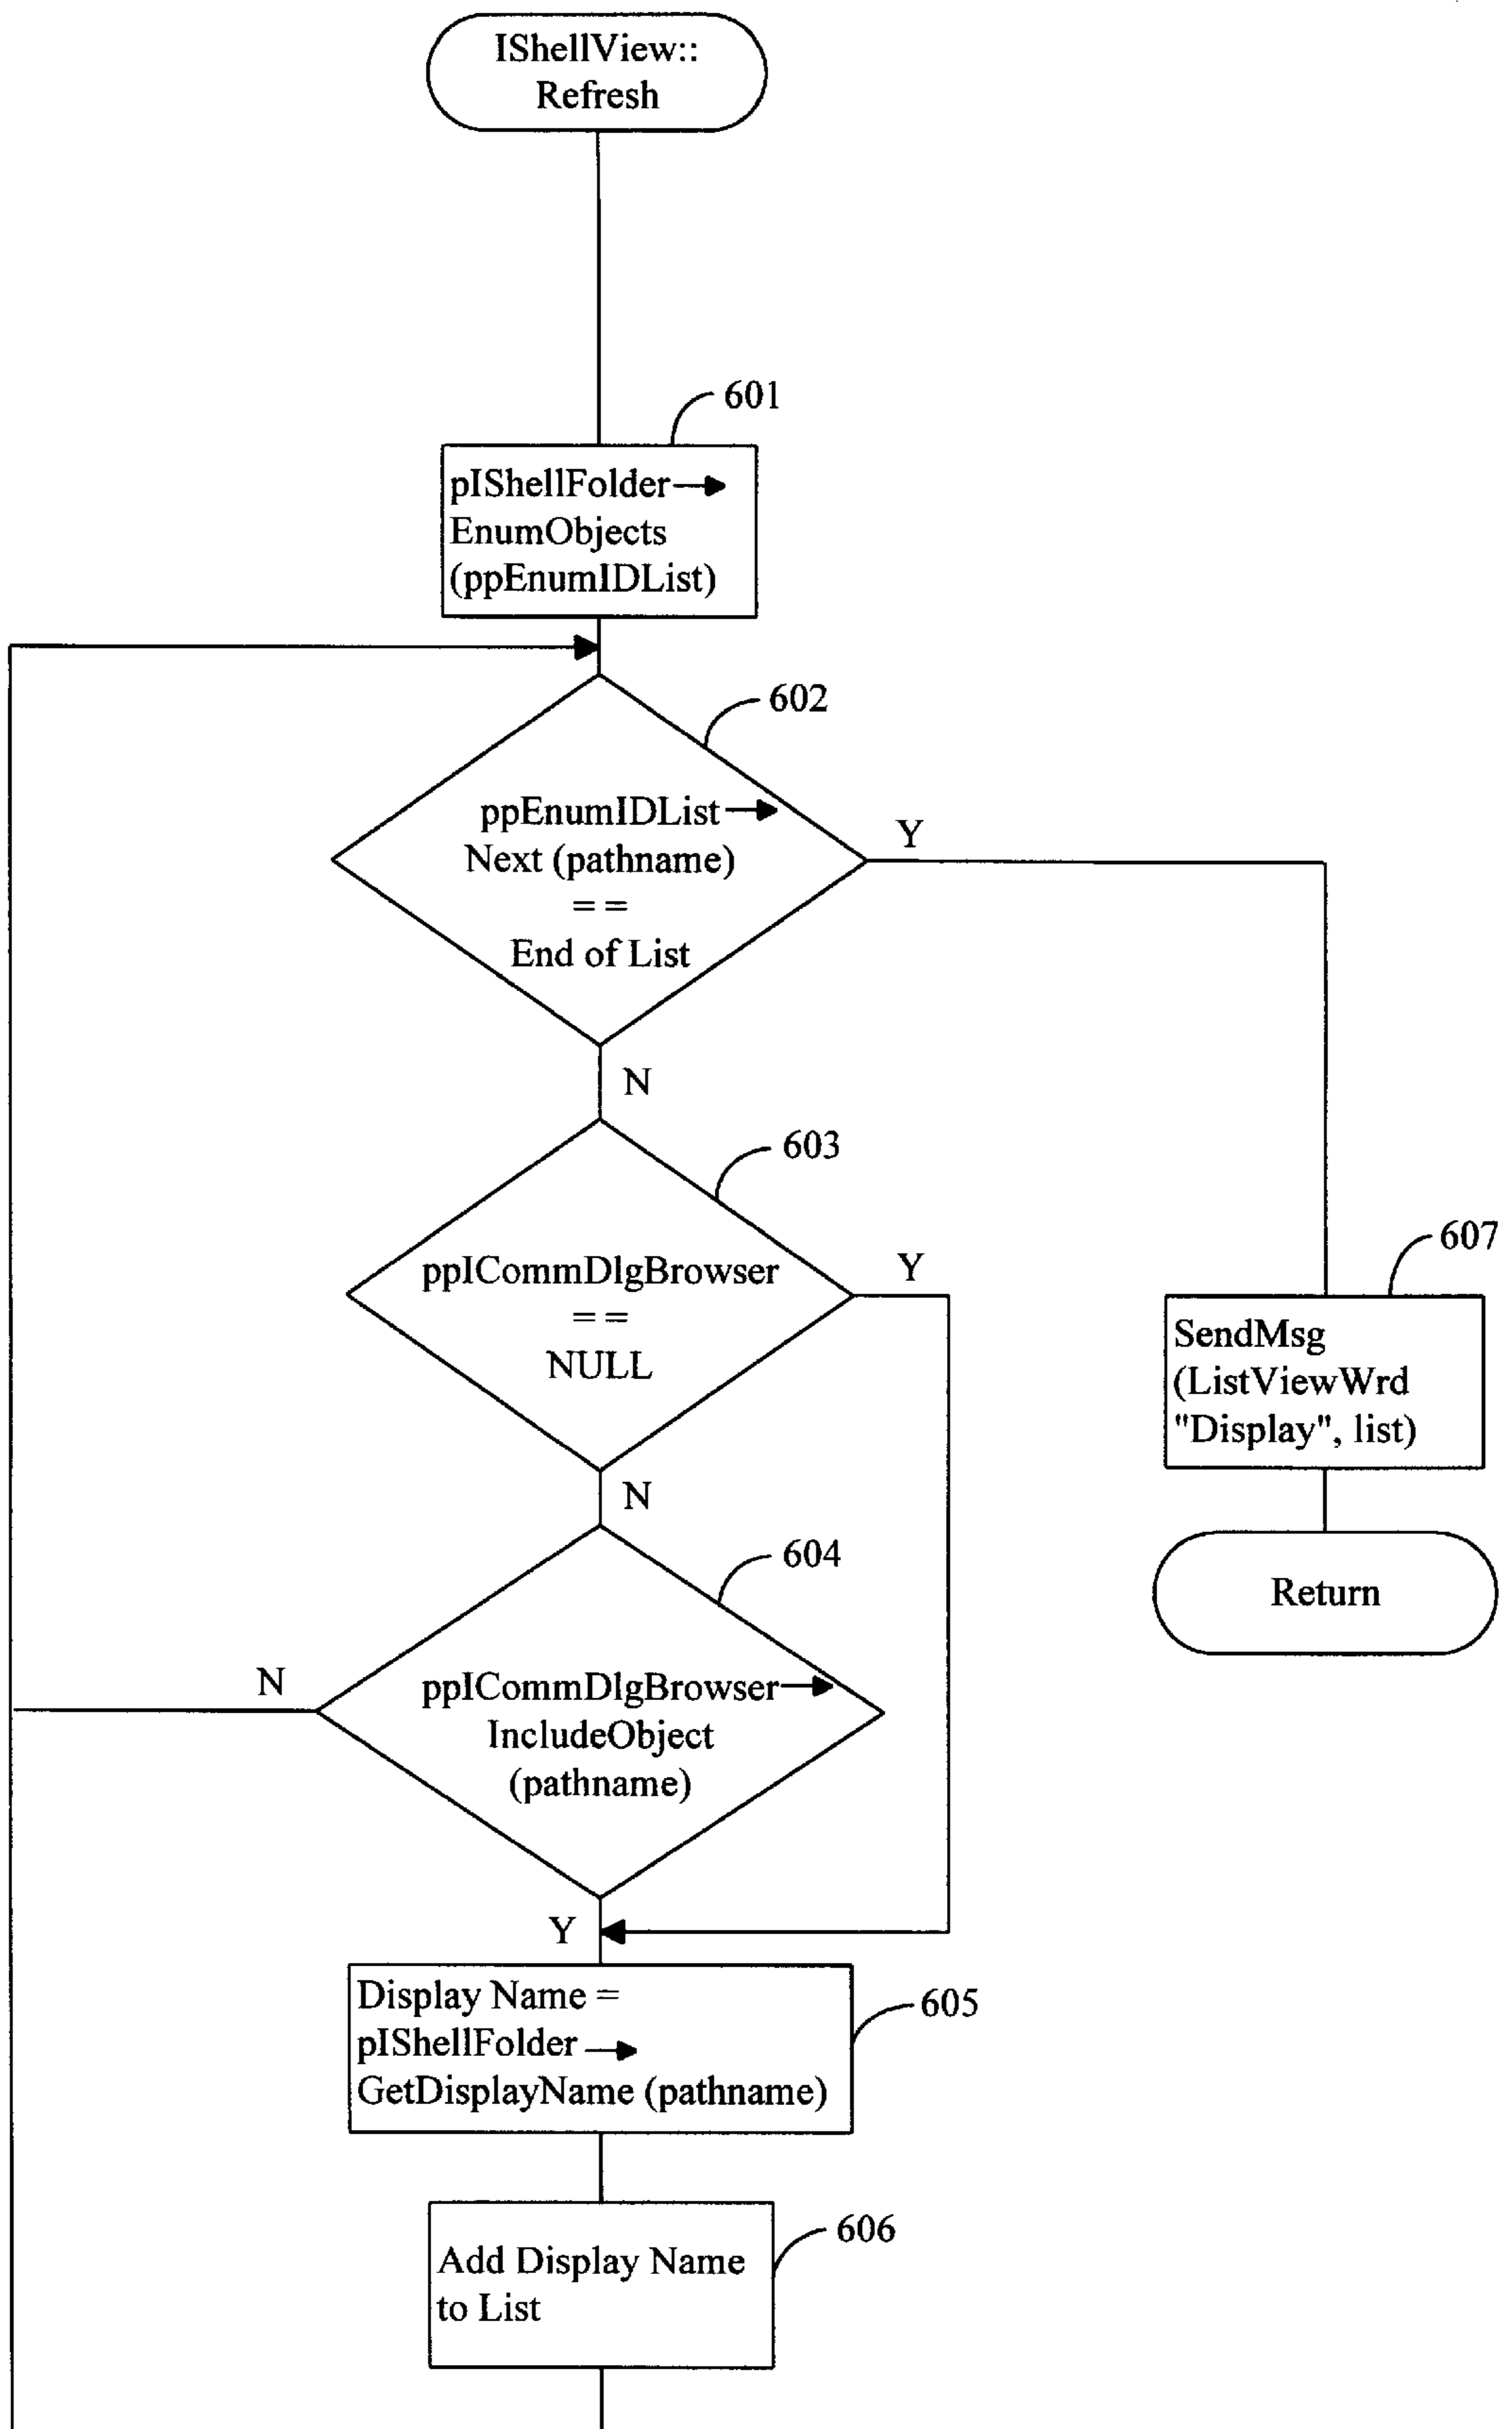 IShellView::
Refresh
601
pIShellFolder→
EnumObjects
(ppEnumIDList)
602
ppEnumIDList→
Next (pathname)
= =
End of List
Y
N
603
ppICommDlgBrowser
= =
NULL
Y
N
607
SendMsg
(ListViewWrd
"Display", list)
Return
604
ppICommDlgBrowser→
IncludeObject
(pathname)
N
Y
605
Display Name =
pIShellFolder →
GetDisplayName (pathname)
606
Add Display Name
to List